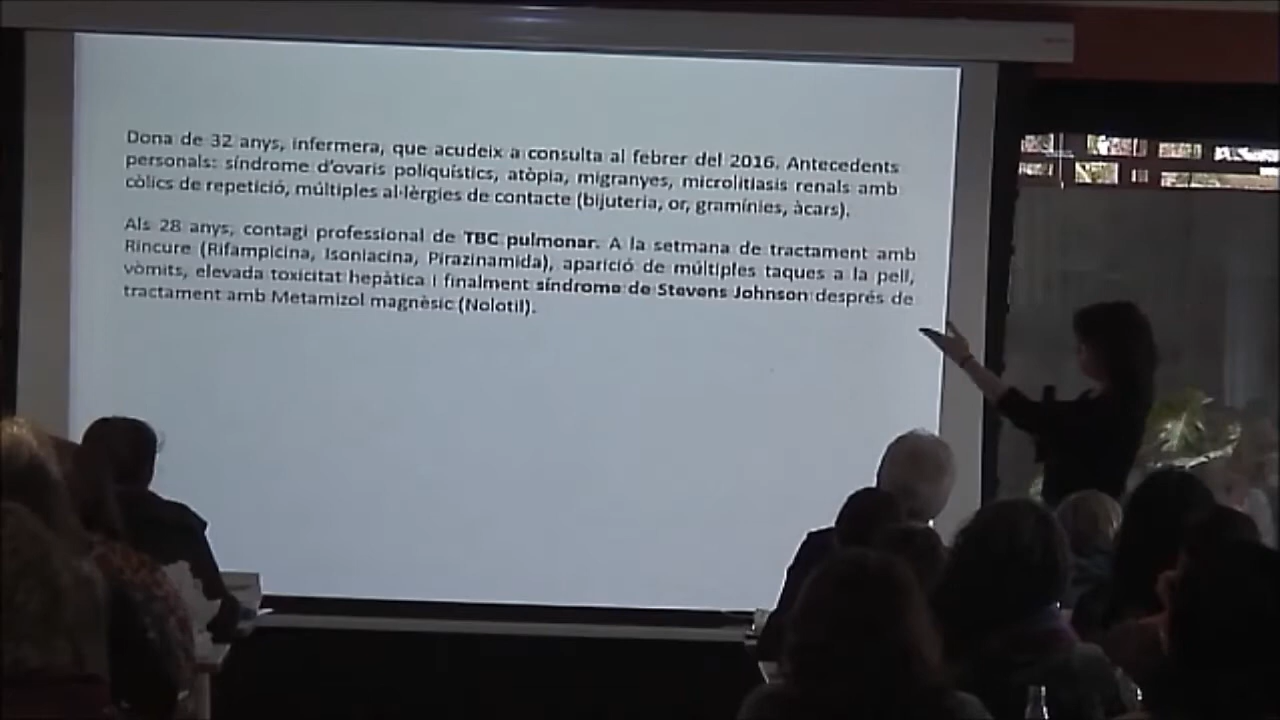 Dona de 32 anys, infermera, que acudeix a consulta al febrer del 2016. Antecedents
personals: síndrome d'ovaris poliquístics, atòpia, migranyes, microlitiasis renals amb
còlics de repetició, múltiples al·lèrgies de contacte (bijuteria, or, gramínies, àcars).
Als 28 anys, contagi professional de TBC pulmonar. A la setmana de tractament amb
Rincure (Rifampicina, Isoniacina, Pirazinamida), aparició de múltiples taques a la pell,
vòmits, elevada toxicitat hepàtica i finalment síndrome de Stevens Johnson després de
tractament amb Metamizol magnèsic (Nolotil).